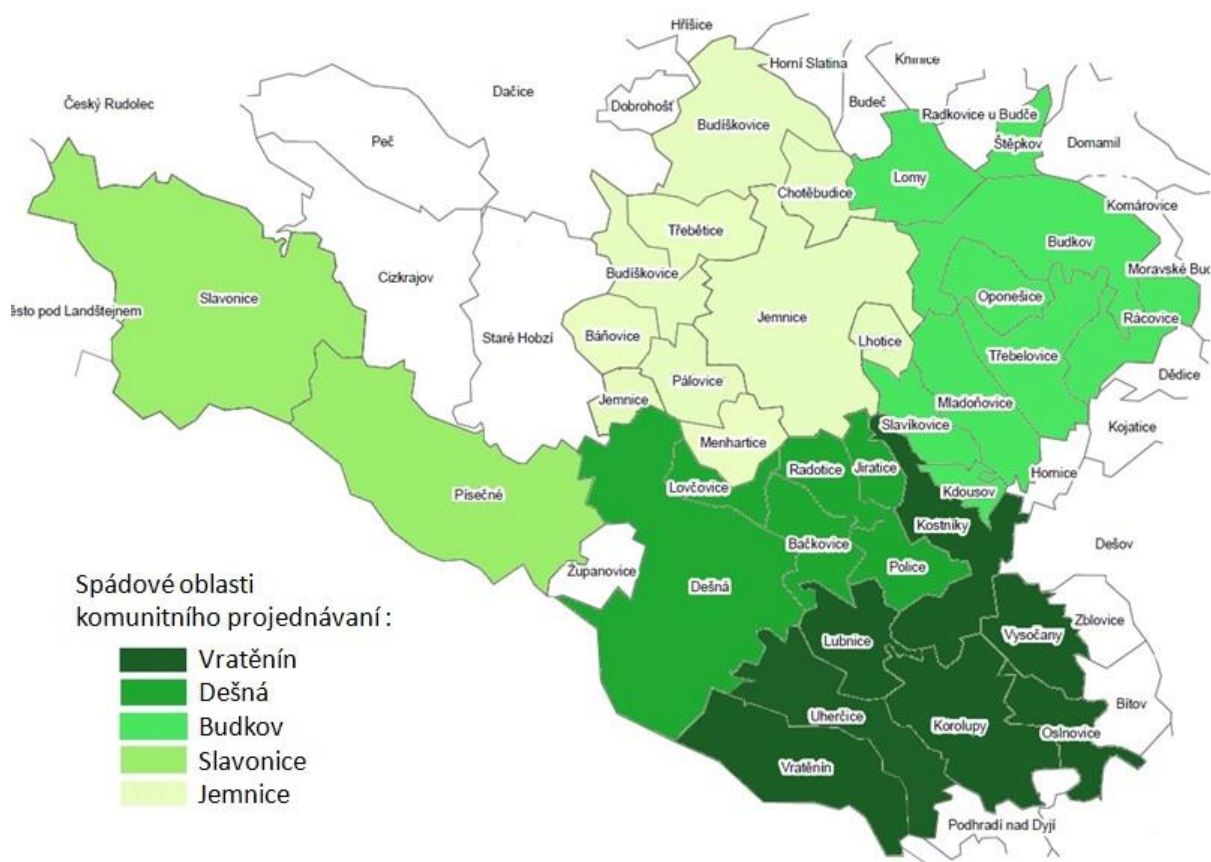 Hříšice
Horní Slatina
Kninice
Český Rudolec
Dačice
Dobrohošť
Budeč
Radkovice u Budče
Peč
Budíškovice
Štěpkov
Domamil
Lomy
Chotěbudice
Komárovice
Třebětice
Budkov
Slavonice
Cizkrajov
Budíškovice
Moravské Bud
Oponešice
ěsto pod Landštejnem
Jemnice
Rácovice
Staré Hobzí
Báňovice
Lhotice
Třebelovice
Dědice
Pálovice
Jemnice
Mladoňovice
Slavíkovice
Kojatice
Menhartice
Radotice
Jiratice
Hornice
Lovčovice
Písečné
Kdousov
Kostníky
Bačkovice
Dešov
Police
Županovice
Dešná
Zblovice
Vysočany
Lubnice
Bítov
Uherčice
Korolupy
Oslnovice
Vratěnín
Podhradí nad Dyjí
Spádové oblasti
komunitního projednávaní :
Vratěnín
Dešná
Budkov
Slavonice
Jemnice